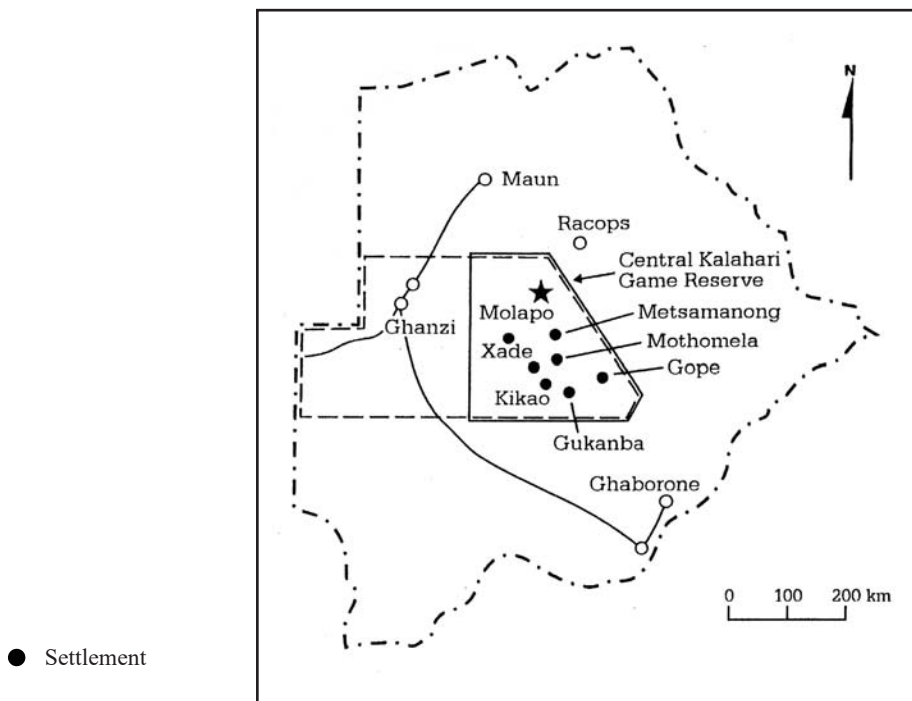 N
Maun
Racops
Central Kalahari
Game Reserve
Molapo
Metsamanong
Ghanzi
Xade
Mothomela
Gope
Kikao
Gukanba
Ghaborone
0 100 200 km
Settlement